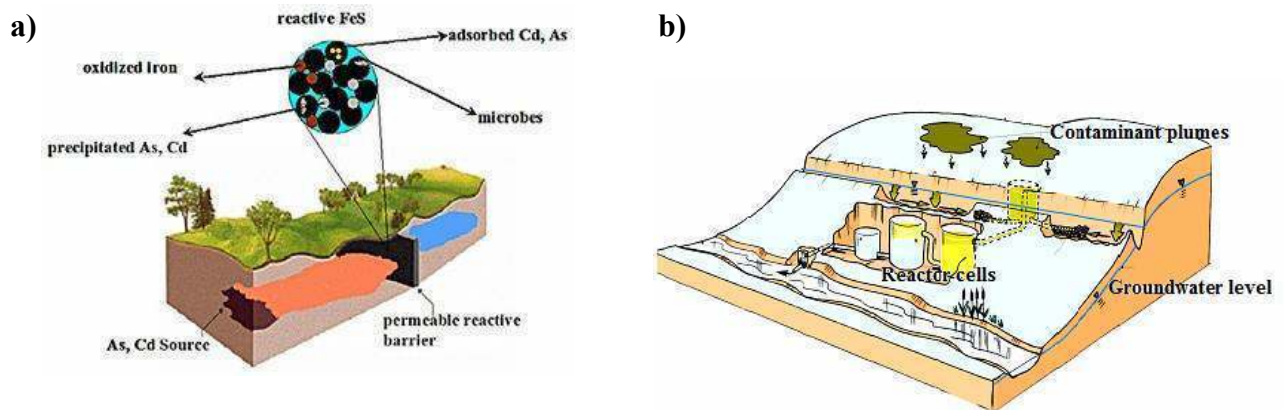 a)
reactive FeS
adsorbed Cd, As
oxidized iron
microbes
precipitated As, Cd
permeable reactive
barrier
As, Cd Source
b)
Contaminant plumes
Reactor cells
Groundwater level